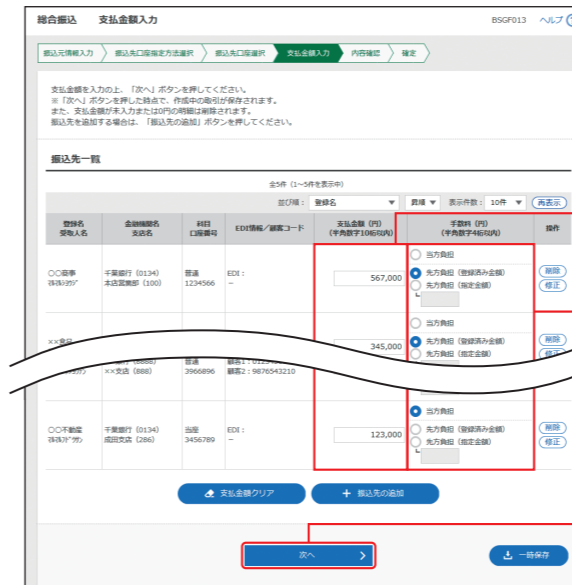 総合振込 支払金額入力 BSGF013 ヘルプ
振込元情報入力 振込先口座指定方法選択 振込先口座選択 支払金額入力 内容確認 確定
支払金額を入力の上、「次へ」ボタンを押してください。
※「次へ」ボタンを押した時点で、作成中の取引が保存されます。
また、支払金額が未入力または0円の明細は削除されます。
振込先を追加する場合は、「振込先の追加」ボタンを押してください。
振込先一覧
全5件（1～5件を表示中）
並び順： 登録名 ▼ 昇順 ▼ 表示件数： 10件 ▼ 再表示
登録名 金融機関名 科目 EDI情報／顧客コード 支払金額（円） 手数料（円） 操作
受取人名 支店名 口座番号 （半角数字10桁以内） （半角数字4桁以内）
当方負担
○○商事 千葉銀行（0134） 普通 EDI： 567,000 先方負担（登録済み金額） 削除
本店営業部（100） 1234566 － 先方負担（指定金額） 修正
当方負担
××食品 345,000 先方負担（登録済み金額） 削除
先方負担（指定金額） 修正
××支店（888） 3966896 顧客2：9876543210
当方負担
○○不動産 千葉銀行（0134） 当座 EDI： 123,000 先方負担（登録済み金額） 削除
成田支店（286） 3456789 － 先方負担（指定金額） 修正
支払金額クリア ＋ 振込先の追加
次へ 一時保存